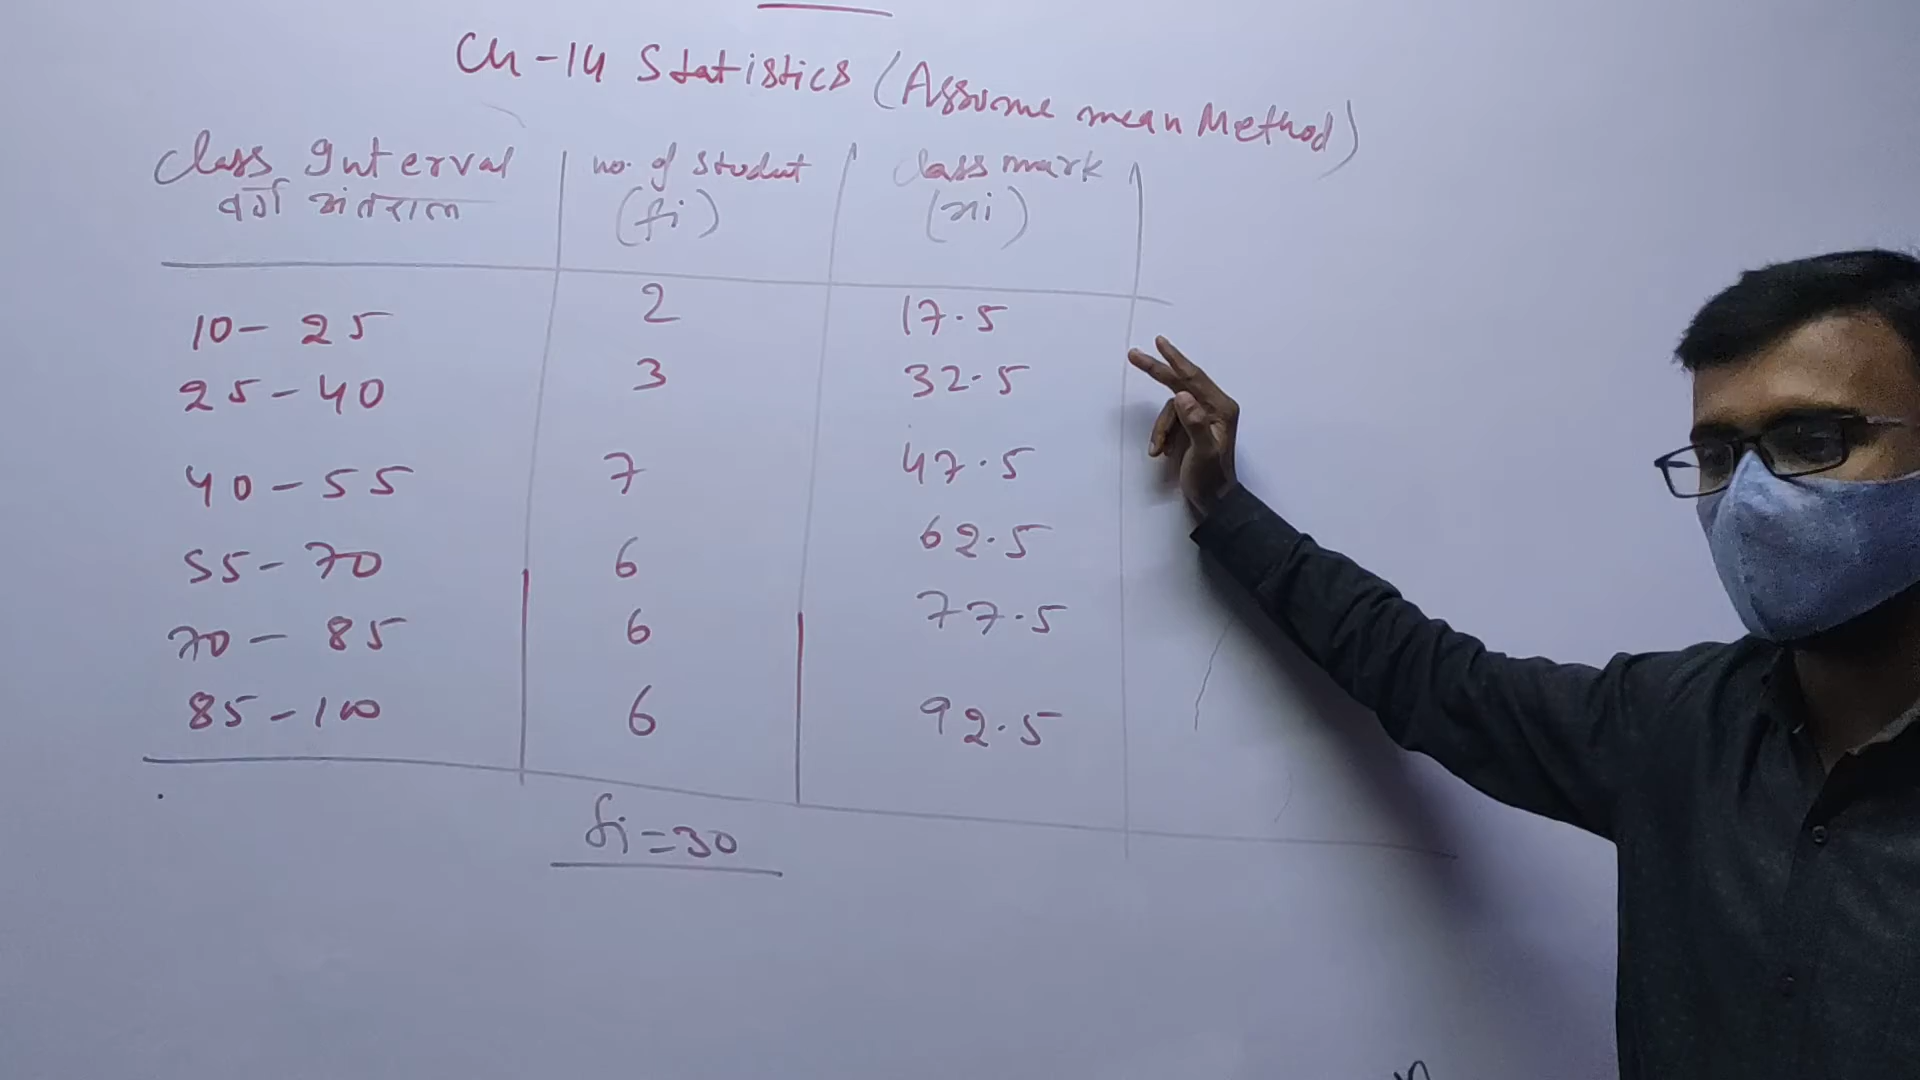 Ch-14 Statistics (Assume mean Method)
Class Interval | no. of student | Class mark
वर्ग अंतराल | (fi) | (xi)
10-25 2 17.5
25-40 3 32.5
40-55 7 47.5
55-70 6 62.5
70-85 6 77.5
85-100 6 92.5
fi=30